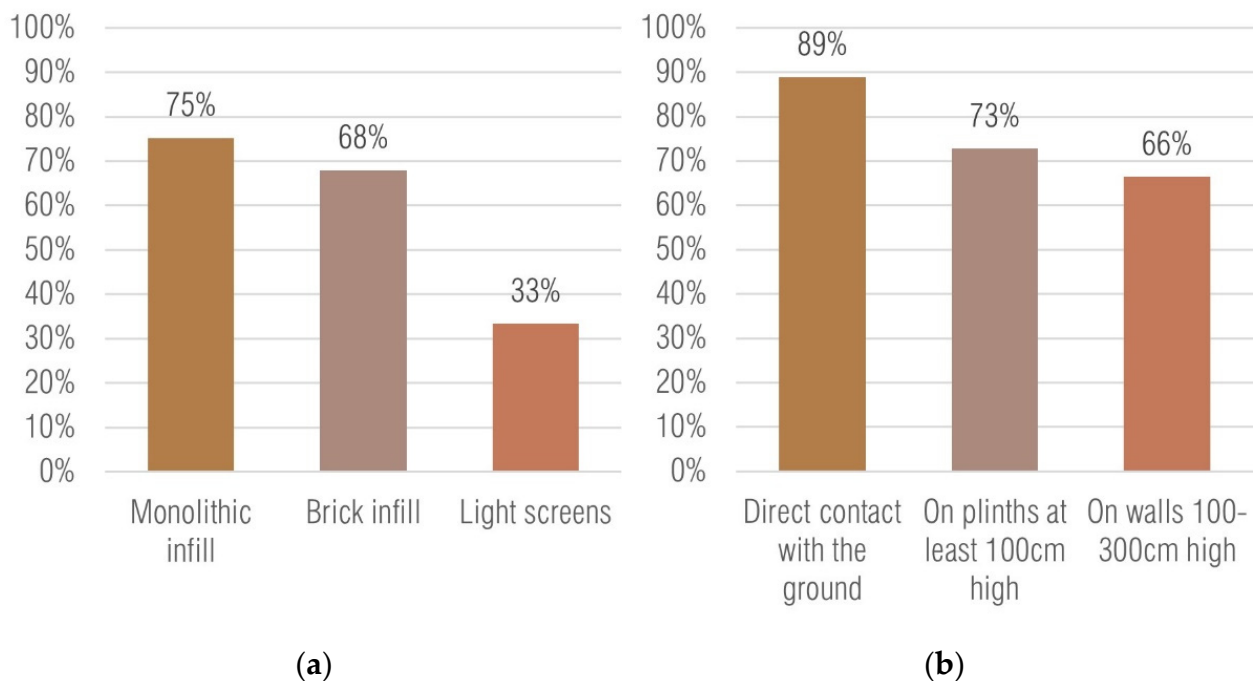 100%
90%
80%
70%
60%
50%
40%
30%
20%
10%
0%
75%
68%
33%
Monolithic
infill
Brick infill
Light screens
(a)
100%
90%
80%
70%
60%
50%
40%
30%
20%
10%
0%
89%
73%
66%
Direct contact
with the
ground
On plinths at
least 100cm
high
On walls 100-
300cm high
(b)